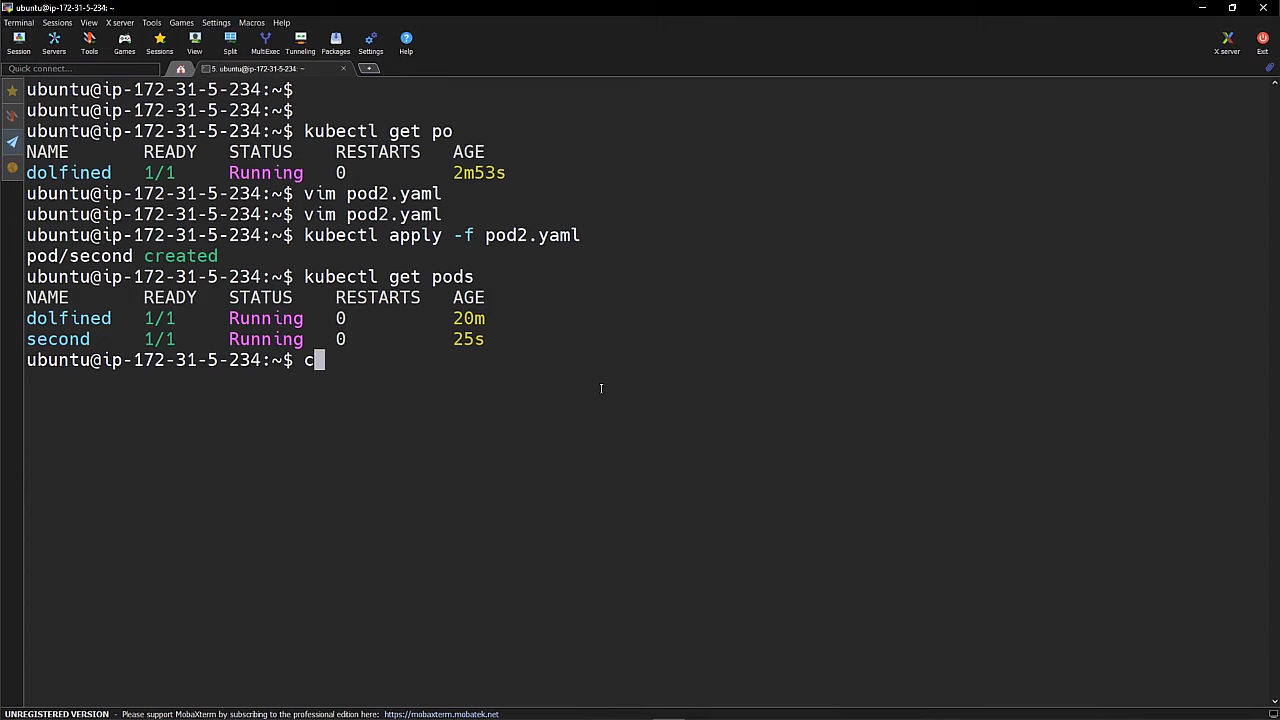 ubuntu@ip-172-31-5-234: ~
Terminal Sessions View X server Tools Games Settings Macros Help
Session Servers Tools Games Sessions View Split MultiExec Tunneling Packages Settings Help X server Exit
Quick connect... 5. ubuntu@ip-172-31-5-234: ~
ubuntu@ip-172-31-5-234:~$
ubuntu@ip-172-31-5-234:~$
ubuntu@ip-172-31-5-234:~$ kubectl get po
NAME READY STATUS RESTARTS AGE
dolfined 1/1 Running 0 2m53s
ubuntu@ip-172-31-5-234:~$ vim pod2.yaml
ubuntu@ip-172-31-5-234:~$ vim pod2.yaml
ubuntu@ip-172-31-5-234:~$ kubectl apply -f pod2.yaml
pod/second created
ubuntu@ip-172-31-5-234:~$ kubectl get pods
NAME READY STATUS RESTARTS AGE
dolfined 1/1 Running 0 20m
second 1/1 Running 0 25s
ubuntu@ip-172-31-5-234:~$ c
UNREGISTERED VERSION - Please support MobaXterm by subscribing to the professional edition here: https://mobaxterm.mobatek.net